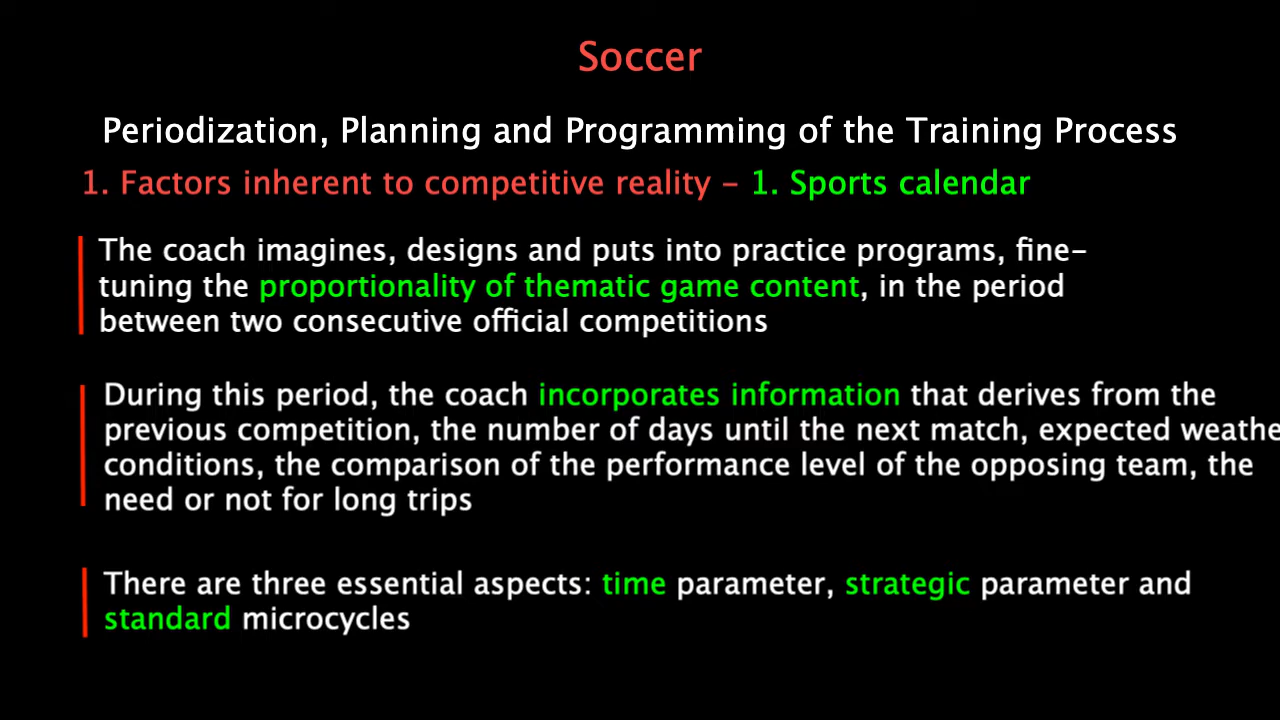 Soccer
Periodization, Planning and Programming of the Training Process
1. Factors inherent to competitive reality – 1. Sports calendar
The coach imagines, designs and puts into practice programs, fine-
tuning the proportionality of thematic game content, in the period
between two consecutive official competitions
During this period, the coach incorporates information that derives from the
previous competition, the number of days until the next match, expected weathe
conditions, the comparison of the performance level of the opposing team, the
need or not for long trips
There are three essential aspects: time parameter, strategic parameter and
standard microcycles